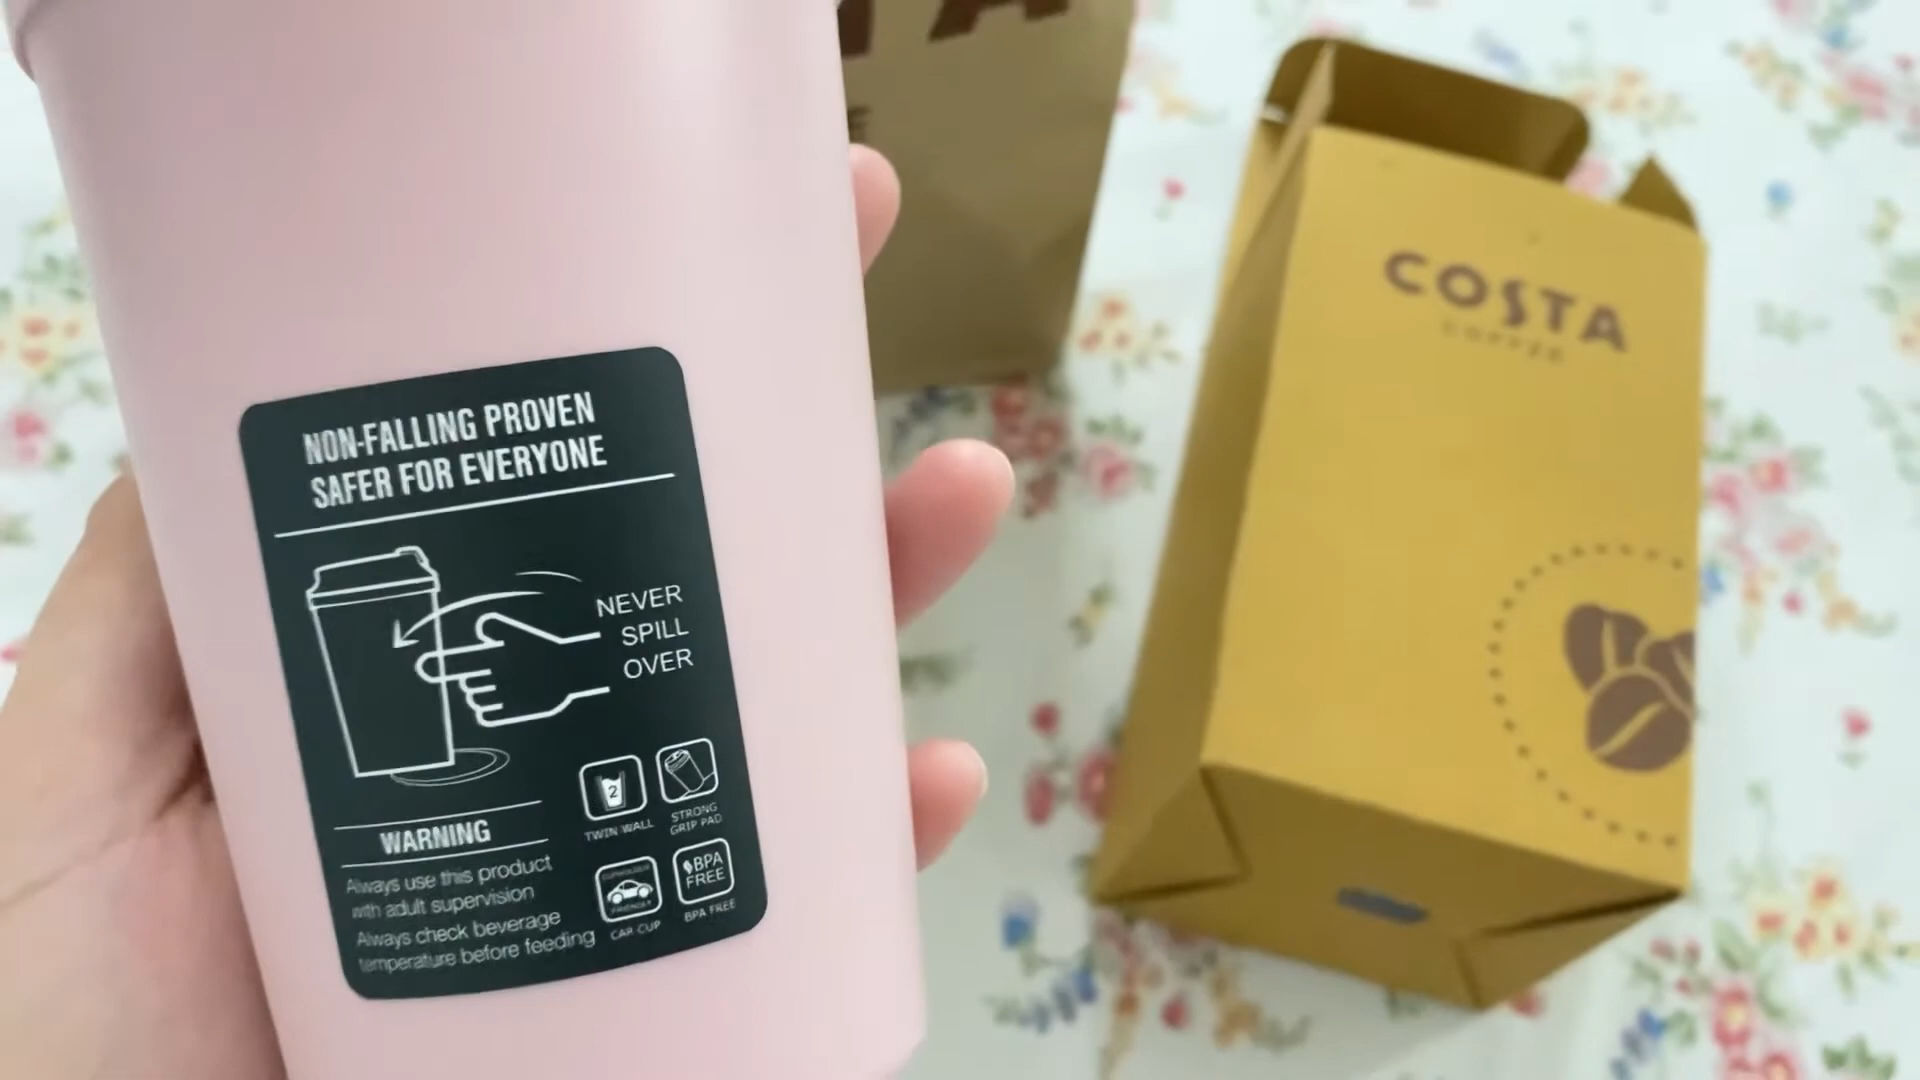 NON-FALLING PROVEN
SAFER FOR EVERYONE
NEVER
SPILL
OVER
2
TWIN WALL
STRONG
GRIP PAD
WARNING
Always use this product
with adult supervision
Always check beverage
temperature before feeding
CAR CUP
BPA
FREE
BPA FREE
COSTA
COFFEE